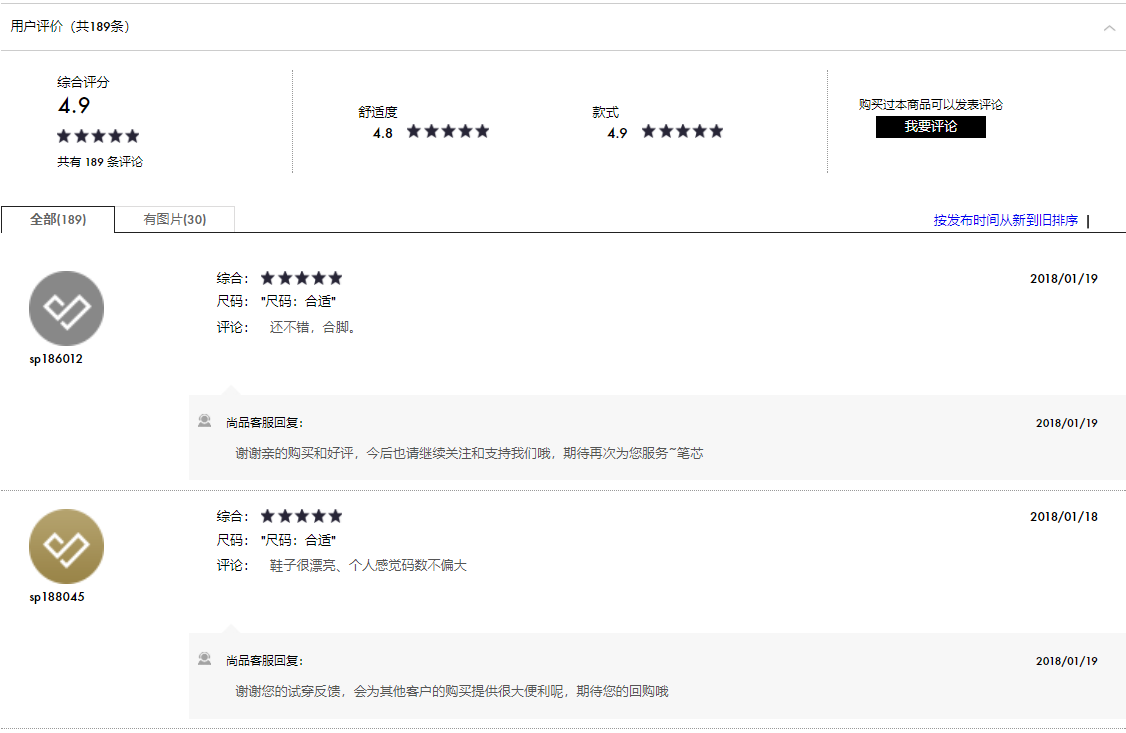 用户评价（共189条）
综合评分
4.9
共有 189 条评论
舒适度
4.8
款式
4.9
购买过本商品可以发表评论
我要评论
全部(189) 有图片(30) 按发布时间从新到旧排序 |
综合： 2018/01/19
尺码： "尺码：合适"
评论： 还不错，合脚。
sp186012
尚品客服回复： 2018/01/19
谢谢亲的购买和好评，今后也请继续关注和支持我们哦，期待再次为您服务~笔芯
综合： 2018/01/18
尺码： "尺码：合适"
评论： 鞋子很漂亮、个人感觉码数不偏大
sp188045
尚品客服回复： 2018/01/19
谢谢您的试穿反馈，会为其他客户的购买提供很大便利呢，期待您的回购哦